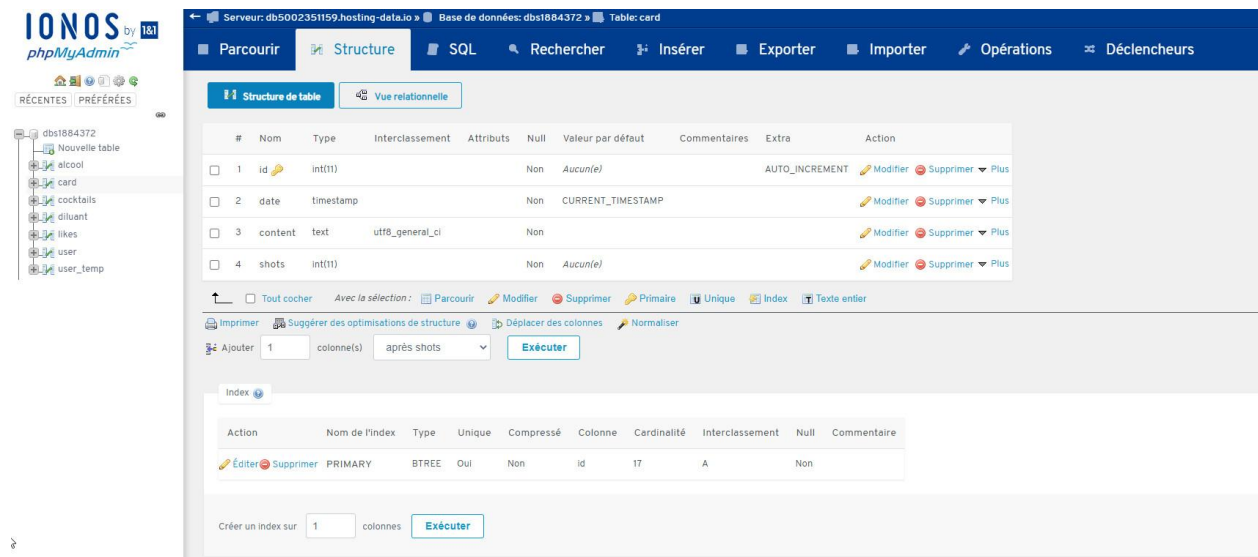 IONOS by 1&1
phpMyAdmin
RÉCENTES PRÉFÉRÉES
dbs1884372
Nouvelle table
alcool
card
cocktails
diluant
likes
user
user_temp
Serveur: db5002351159.hosting-data.io » Base de données: dbs1884372 » Table: card
Parcourir Structure SQL Rechercher Insérer Exporter Importer Opérations Déclencheurs
Structure de table Vue relationnelle
# Nom Type Interclassement Attributs Null Valeur par défaut Commentaires Extra Action
1 id int(11) Non Aucun(e) AUTO_INCREMENT Modifier Supprimer Plus
2 date timestamp Non CURRENT_TIMESTAMP Modifier Supprimer Plus
3 content text utf8_general_ci Non Modifier Supprimer Plus
4 shots int(11) Non Aucun(e) Modifier Supprimer Plus
Tout cocher Avec la sélection : Parcourir Modifier Supprimer Primaire Unique Index Texte entier
Imprimer Suggérer des optimisations de structure Déplacer des colonnes Normaliser
Ajouter 1 colonne(s) après shots Exécuter
Index
Action Nom de l'index Type Unique Compressé Colonne Cardinalité Interclassement Null Commentaire
Éditer Supprimer PRIMARY BTREE Oui Non id 17 A Non
Créer un index sur 1 colonnes Exécuter